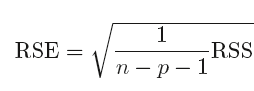 RSE = √(1/(n − p − 1) RSS)